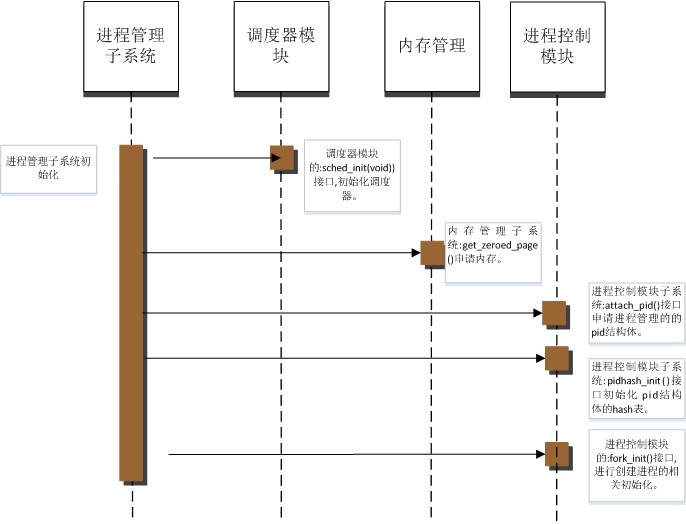 进程管理
子系统
调度器模
块
内存管理
进程控制
模块
进程管理子系统初
始化
调度器模块
的:sched_init(void))
接口,初始化调度
器。
内存管理子系
统:get_zeroed_page
()申请内存。
进程控制模块子系
统:attach_pid()接口
申请进程管理的的
pid结构体。
进程控制模块子系
统:pidhash_init()接
口初始化 pid结构
体的hash表。
进程控制模块
的:fork_init()接口,
进行创建进程的相
关初始化。